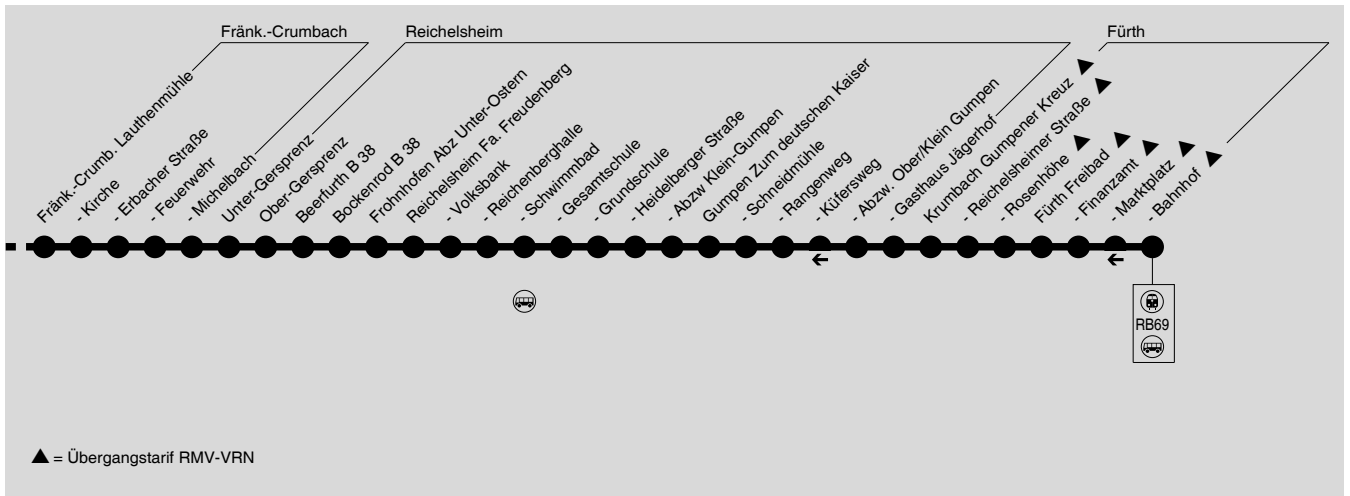 Fränk.-Crumbach
Reichelsheim
Fürth
Fränk.-Crumb. Lauthenmühle
- Kirche
- Erbacher Straße
- Feuerwehr
- Michelbach
Unter-Gersprenz
Ober-Gersprenz
Beerfurth B 38
Bockenrod B 38
Frohnhofen Abz Unter-Ostern
Reichelsheim Fa. Freudenberg
- Volksbank
- Reichenberghalle
- Schwimmbad
- Gesamtschule
- Grundschule
- Heidelberger Straße
- Abzw Klein-Gumpen
Gumpen Zum deutschen Kaiser
- Schneidmühle
- Rangenweg
- Küfersweg
- Abzw. Ober/Klein Gumpen
- Gasthaus Jägerhof
Krumbach Gumpener Kreuz
- Reichelsheimer Straße
- Rosenhöhe
Fürth Freibad
- Finanzamt
- Marktplatz
- Bahnhof
RB69
= Übergangstarif RMV-VRN